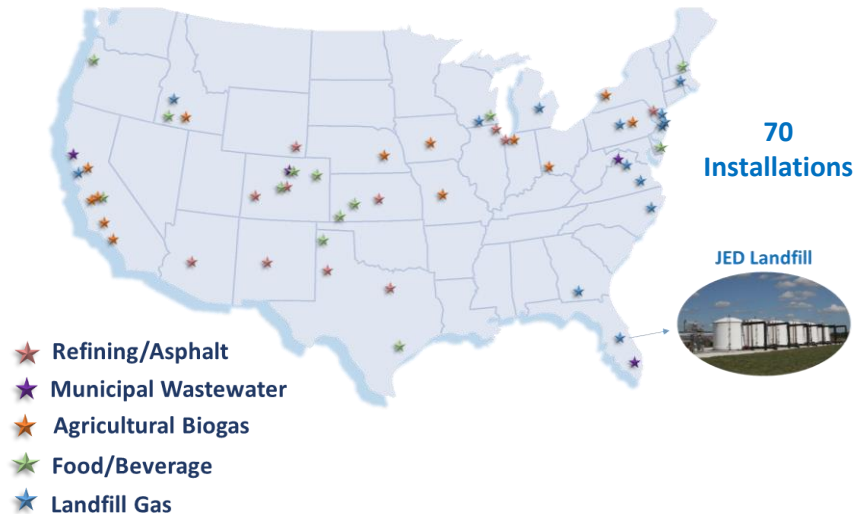 70
Installations
JED Landfill
Refining/Asphalt
Municipal Wastewater
Agricultural Biogas
Food/Beverage
Landfill Gas